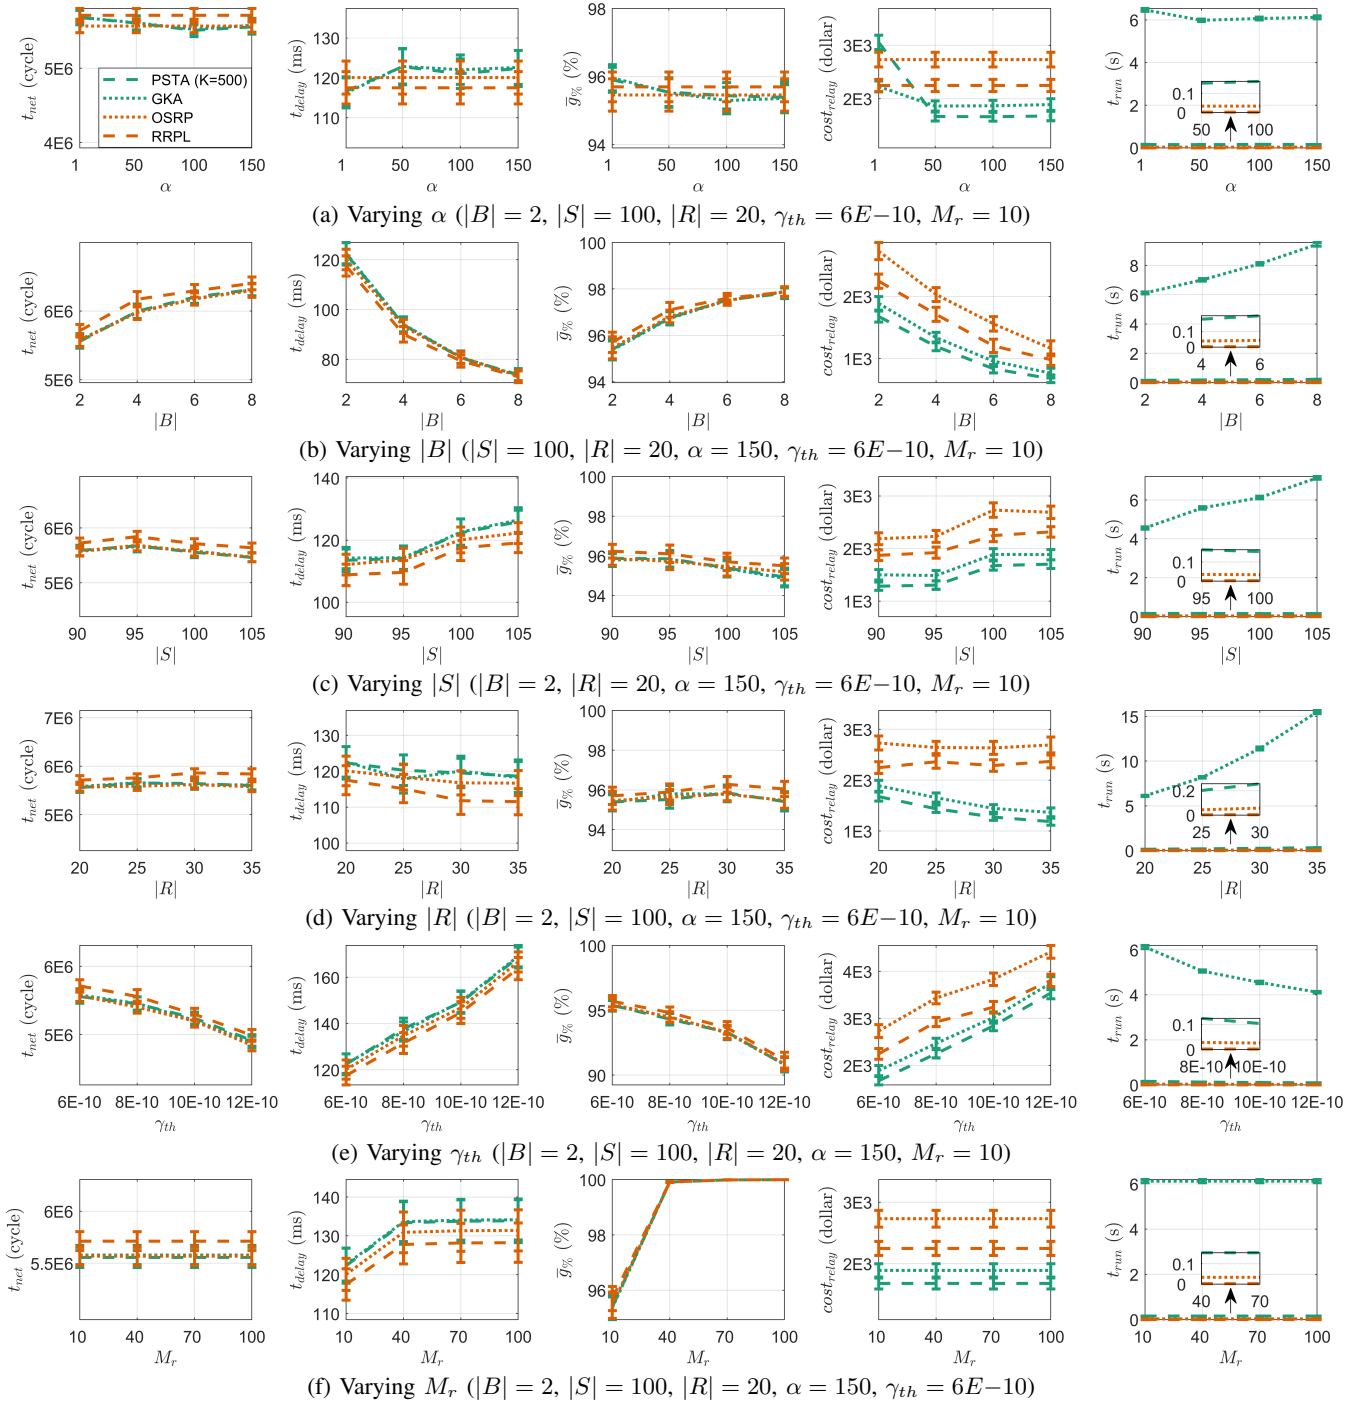 t_net (cycle)
5E6
4E6
PSTA (K=500)
GKA
OSRP
RRPL
1 50 100 150
α
t_delay (ms)
130
120
110
1 50 100 150
α
g̅_% (%)
98
96
94
1 50 100 150
α
cost_relay (dollar)
3E3
2E3
1 50 100 150
α
t_run (s)
6
4
2
0
0.1
0
50 100
1 50 100 150
α
(a) Varying α (|B| = 2, |S| = 100, |R| = 20, γ_th = 6E−10, M_r = 10)
t_net (cycle)
6E6
5E6
2 4 6 8
|B|
t_delay (ms)
120
100
80
2 4 6 8
|B|
g̅_% (%)
100
98
96
94
2 4 6 8
|B|
cost_relay (dollar)
2E3
1E3
2 4 6 8
|B|
t_run (s)
8
6
4
2
0
0.1
0
4 6
2 4 6 8
|B|
(b) Varying |B| (|S| = 100, |R| = 20, α = 150, γ_th = 6E−10, M_r = 10)
t_net (cycle)
6E6
5E6
90 95 100 105
|S|
t_delay (ms)
140
120
100
90 95 100 105
|S|
g̅_% (%)
100
98
96
94
90 95 100 105
|S|
cost_relay (dollar)
3E3
2E3
1E3
90 95 100 105
|S|
t_run (s)
6
4
2
0
0.1
0
95 100
90 95 100 105
|S|
(c) Varying |S| (|B| = 2, |R| = 20, α = 150, γ_th = 6E−10, M_r = 10)
t_net (cycle)
7E6
6E6
5E6
20 25 30 35
|R|
t_delay (ms)
130
120
110
100
20 25 30 35
|R|
g̅_% (%)
100
98
96
94
20 25 30 35
|R|
cost_relay (dollar)
3E3
2E3
1E3
20 25 30 35
|R|
t_run (s)
15
10
5
0
0.2
0
25 30
20 25 30 35
|R|
(d) Varying |R| (|B| = 2, |S| = 100, α = 150, γ_th = 6E−10, M_r = 10)
t_net (cycle)
6E6
5E6
6E-10 8E-10 10E-10 12E-10
γ_th
t_delay (ms)
160
140
120
6E-10 8E-10 10E-10 12E-10
γ_th
g̅_% (%)
100
95
90
6E-10 8E-10 10E-10 12E-10
γ_th
cost_relay (dollar)
4E3
3E3
2E3
6E-10 8E-10 10E-10 12E-10
γ_th
t_run (s)
6
4
2
0
0.1
0
8E-10 10E-10
6E-10 8E-10 10E-10 12E-10
γ_th
(e) Varying γ_th (|B| = 2, |S| = 100, |R| = 20, α = 150, M_r = 10)
t_net (cycle)
6E6
5.5E6
10 40 70 100
M_r
t_delay (ms)
140
130
120
110
10 40 70 100
M_r
g̅_% (%)
100
98
96
10 40 70 100
M_r
cost_relay (dollar)
3E3
2E3
10 40 70 100
M_r
t_run (s)
6
4
2
0
0.1
0
40 70
10 40 70 100
M_r
(f) Varying M_r (|B| = 2, |S| = 100, |R| = 20, α = 150, γ_th = 6E−10)